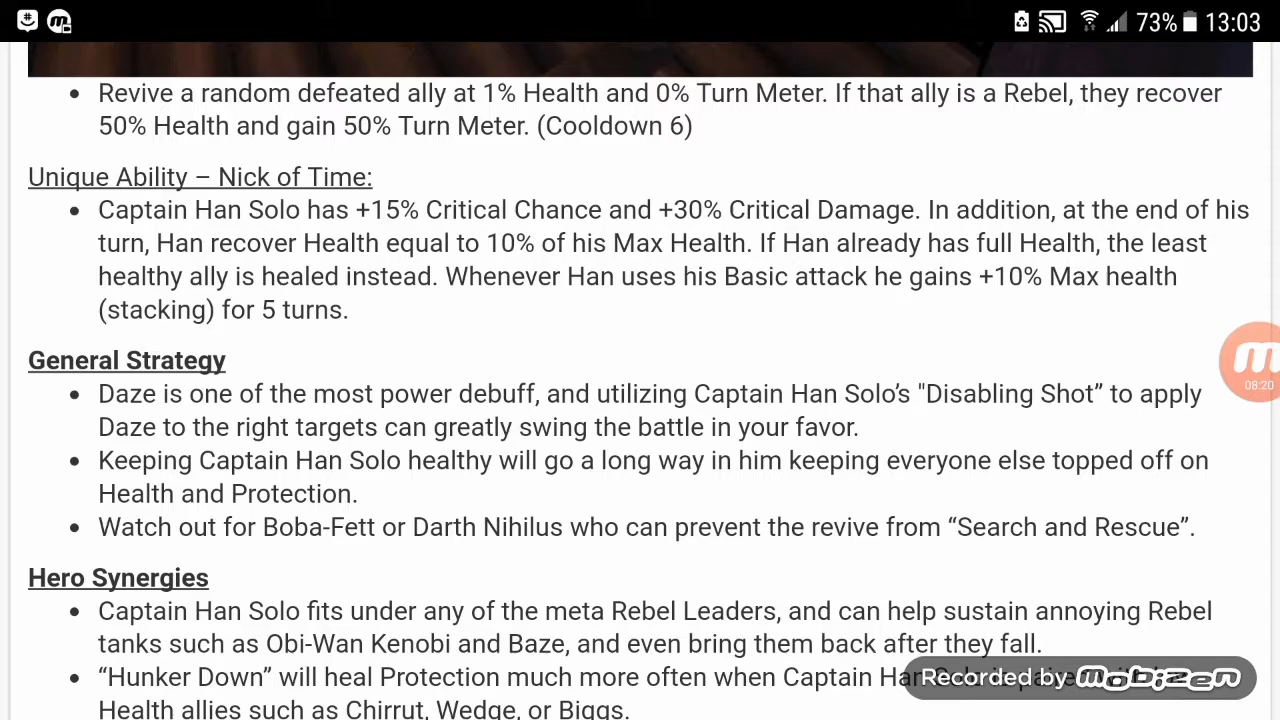 73% 13:03
Revive a random defeated ally at 1% Health and 0% Turn Meter. If that ally is a Rebel, they recover
50% Health and gain 50% Turn Meter. (Cooldown 6)
Unique Ability – Nick of Time:
Captain Han Solo has +15% Critical Chance and +30% Critical Damage. In addition, at the end of his
turn, Han recover Health equal to 10% of his Max Health. If Han already has full Health, the least
healthy ally is healed instead. Whenever Han uses his Basic attack he gains +10% Max health
(stacking) for 5 turns.
General Strategy
Daze is one of the most power debuff, and utilizing Captain Han Solo’s "Disabling Shot” to apply
Daze to the right targets can greatly swing the battle in your favor.
Keeping Captain Han Solo healthy will go a long way in him keeping everyone else topped off on
Health and Protection.
08:20
Watch out for Boba-Fett or Darth Nihilus who can prevent the revive from “Search and Rescue”.
Hero Synergies
Captain Han Solo fits under any of the meta Rebel Leaders, and can help sustain annoying Rebel
tanks such as Obi-Wan Kenobi and Baze, and even bring them back after they fall.
“Hunker Down” will heal Protection much more often when Captain Han
Recorded by mobizen
Health allies such as Chirrut, Wedge, or Biggs.